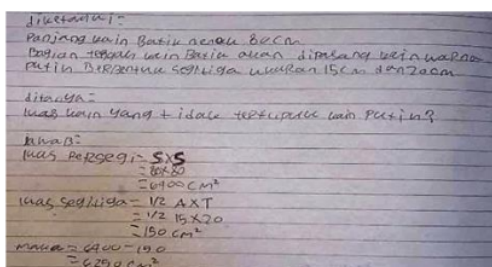 diketahui:
Panjang kain Batik nenek 80cm
Bagian tengah kain Batik akan dipasang kain warna
putih Berbentuk segitiga ukuran 15cm dan 20cm
ditanya:
luas kain yang tidak tertutup kain putih?
Jawab:
luas persegi = S×S
= 80×80
= 6400 cm²
luas segitiga = 1/2 A×T
= 1/2 15×20
= 150 cm²
maka = 6400 - 150
= 6250 cm²